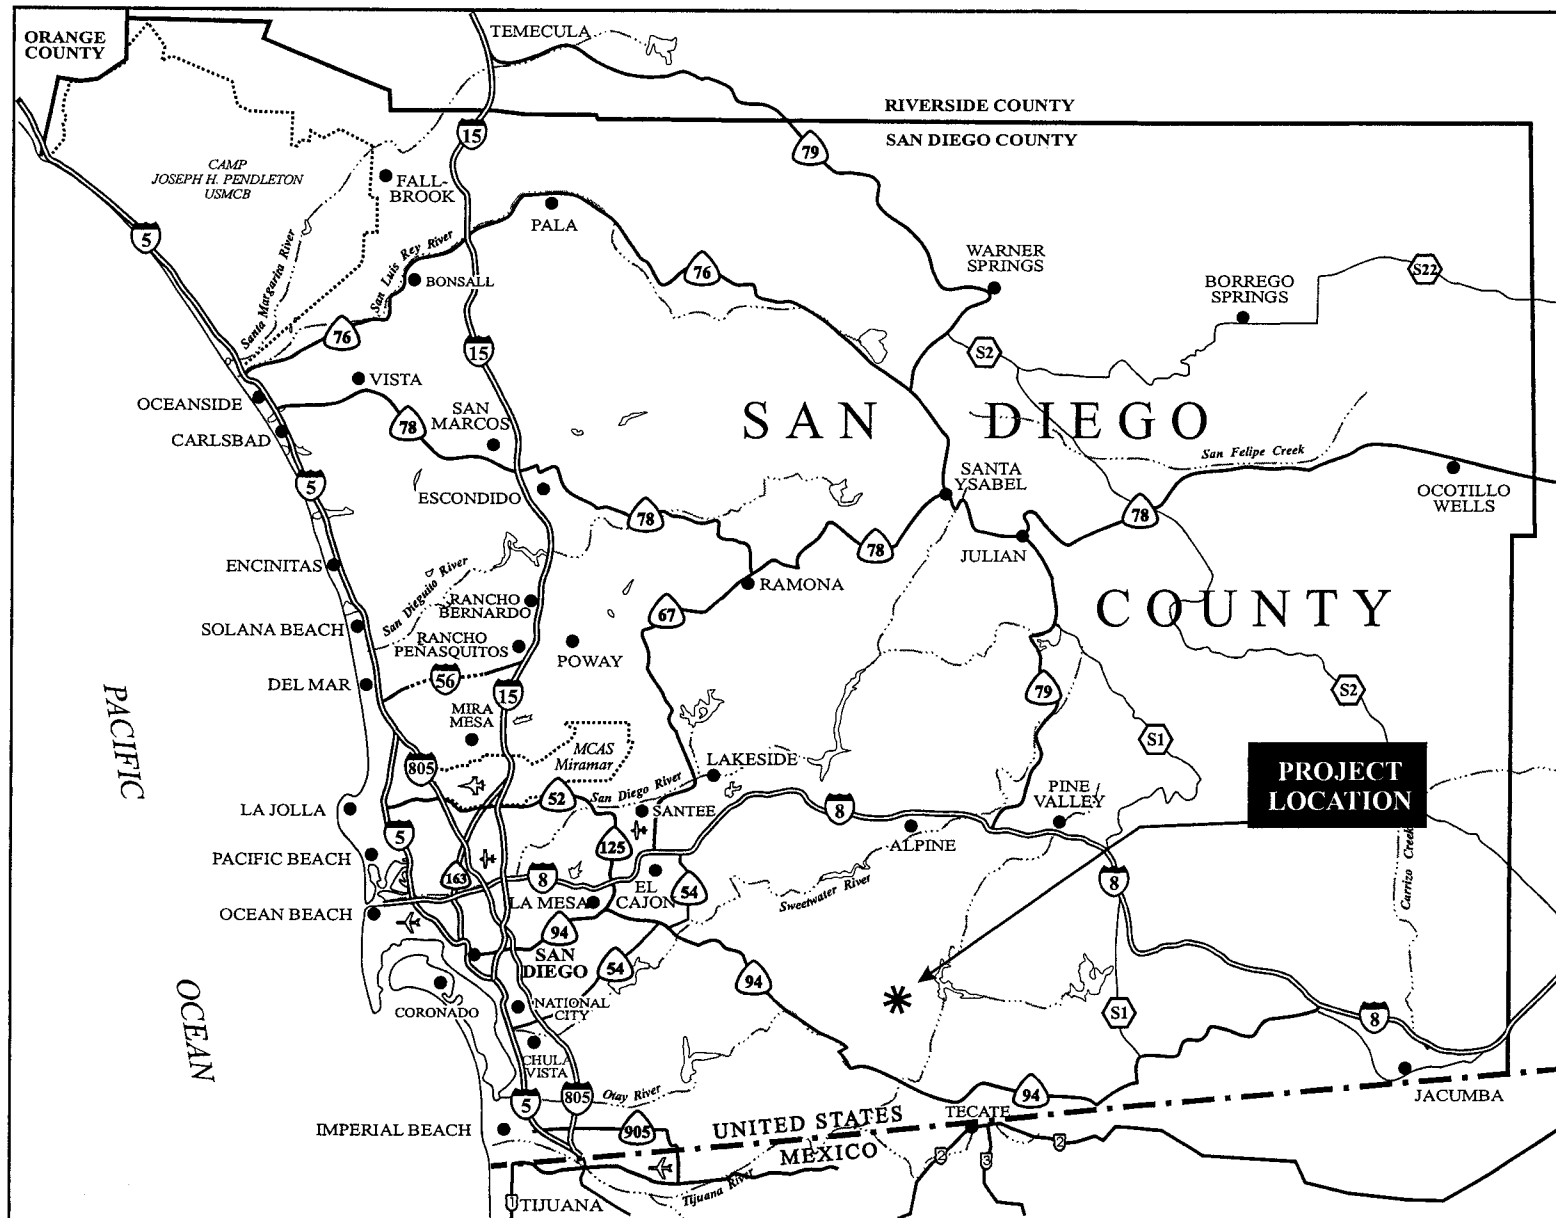 TEMECULA
ORANGE
COUNTY
RIVERSIDE COUNTY
SAN DIEGO COUNTY
15
79
CAMP
JOSEPH H. PENDLETON
USMCB
FALL-
BROOK
PALA
5
Santa Margarita River
San Luis Rey River
BONSALL
76
WARNER
SPRINGS
BORREGO
SPRINGS
S22
76
15
S2
VISTA
OCEANSIDE
CARLSBAD
78
SAN
MARCOS
SAN DIEGO
San Felipe Creek
5
ESCONDIDO
SANTA
YSABEL
OCOTILLO
WELLS
78
78
78
JULIAN
ENCINITAS
San Dieguito River
RANCHO
BERNARDO
RAMONA
67
COUNTY
SOLANA BEACH
RANCHO
PEÑASQUITOS
POWAY
DEL MAR
56
15
79
S2
PACIFIC
MIRA
MESA
S1
MCAS
Miramar
805
LAKESIDE
PROJECT
LOCATION
San Diego River
52
SANTEE
PINE
VALLEY
8
LA JOLLA
5
125
ALPINE
PACIFIC BEACH
163
8
EL
CAJON
54
Sweetwater River
8
Carrizo Creek
LA MESA
OCEAN BEACH
94
SAN
DIEGO
54
94
OCEAN
CORONADO
NATIONAL
CITY
S1
8
CHULA
VISTA
Otay River
5
805
94
JACUMBA
IMPERIAL BEACH
905
UNITED STATES
MEXICO
TECATE
2
3
2
Tijuana River
1
TIJUANA